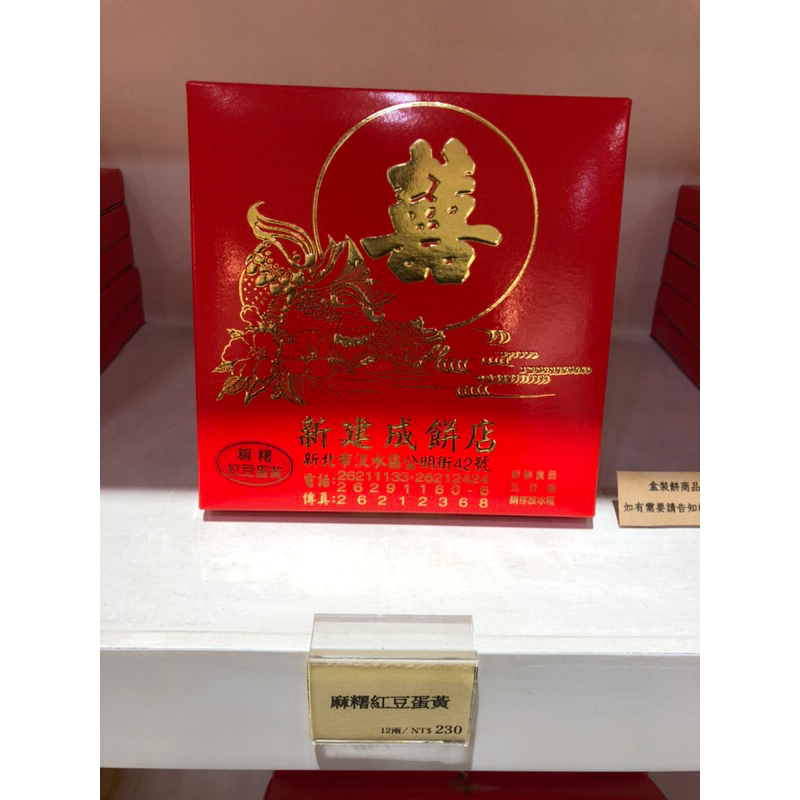 囍
新建成餅店
新北市淡水區公明街42號
麵糬
紅豆蛋黃
電話:26211133-26212424
26291180-6
傳真:26212368
盒裝餅商品
如有需要請告知
麻糬紅豆蛋黃
12兩/NT$ 230